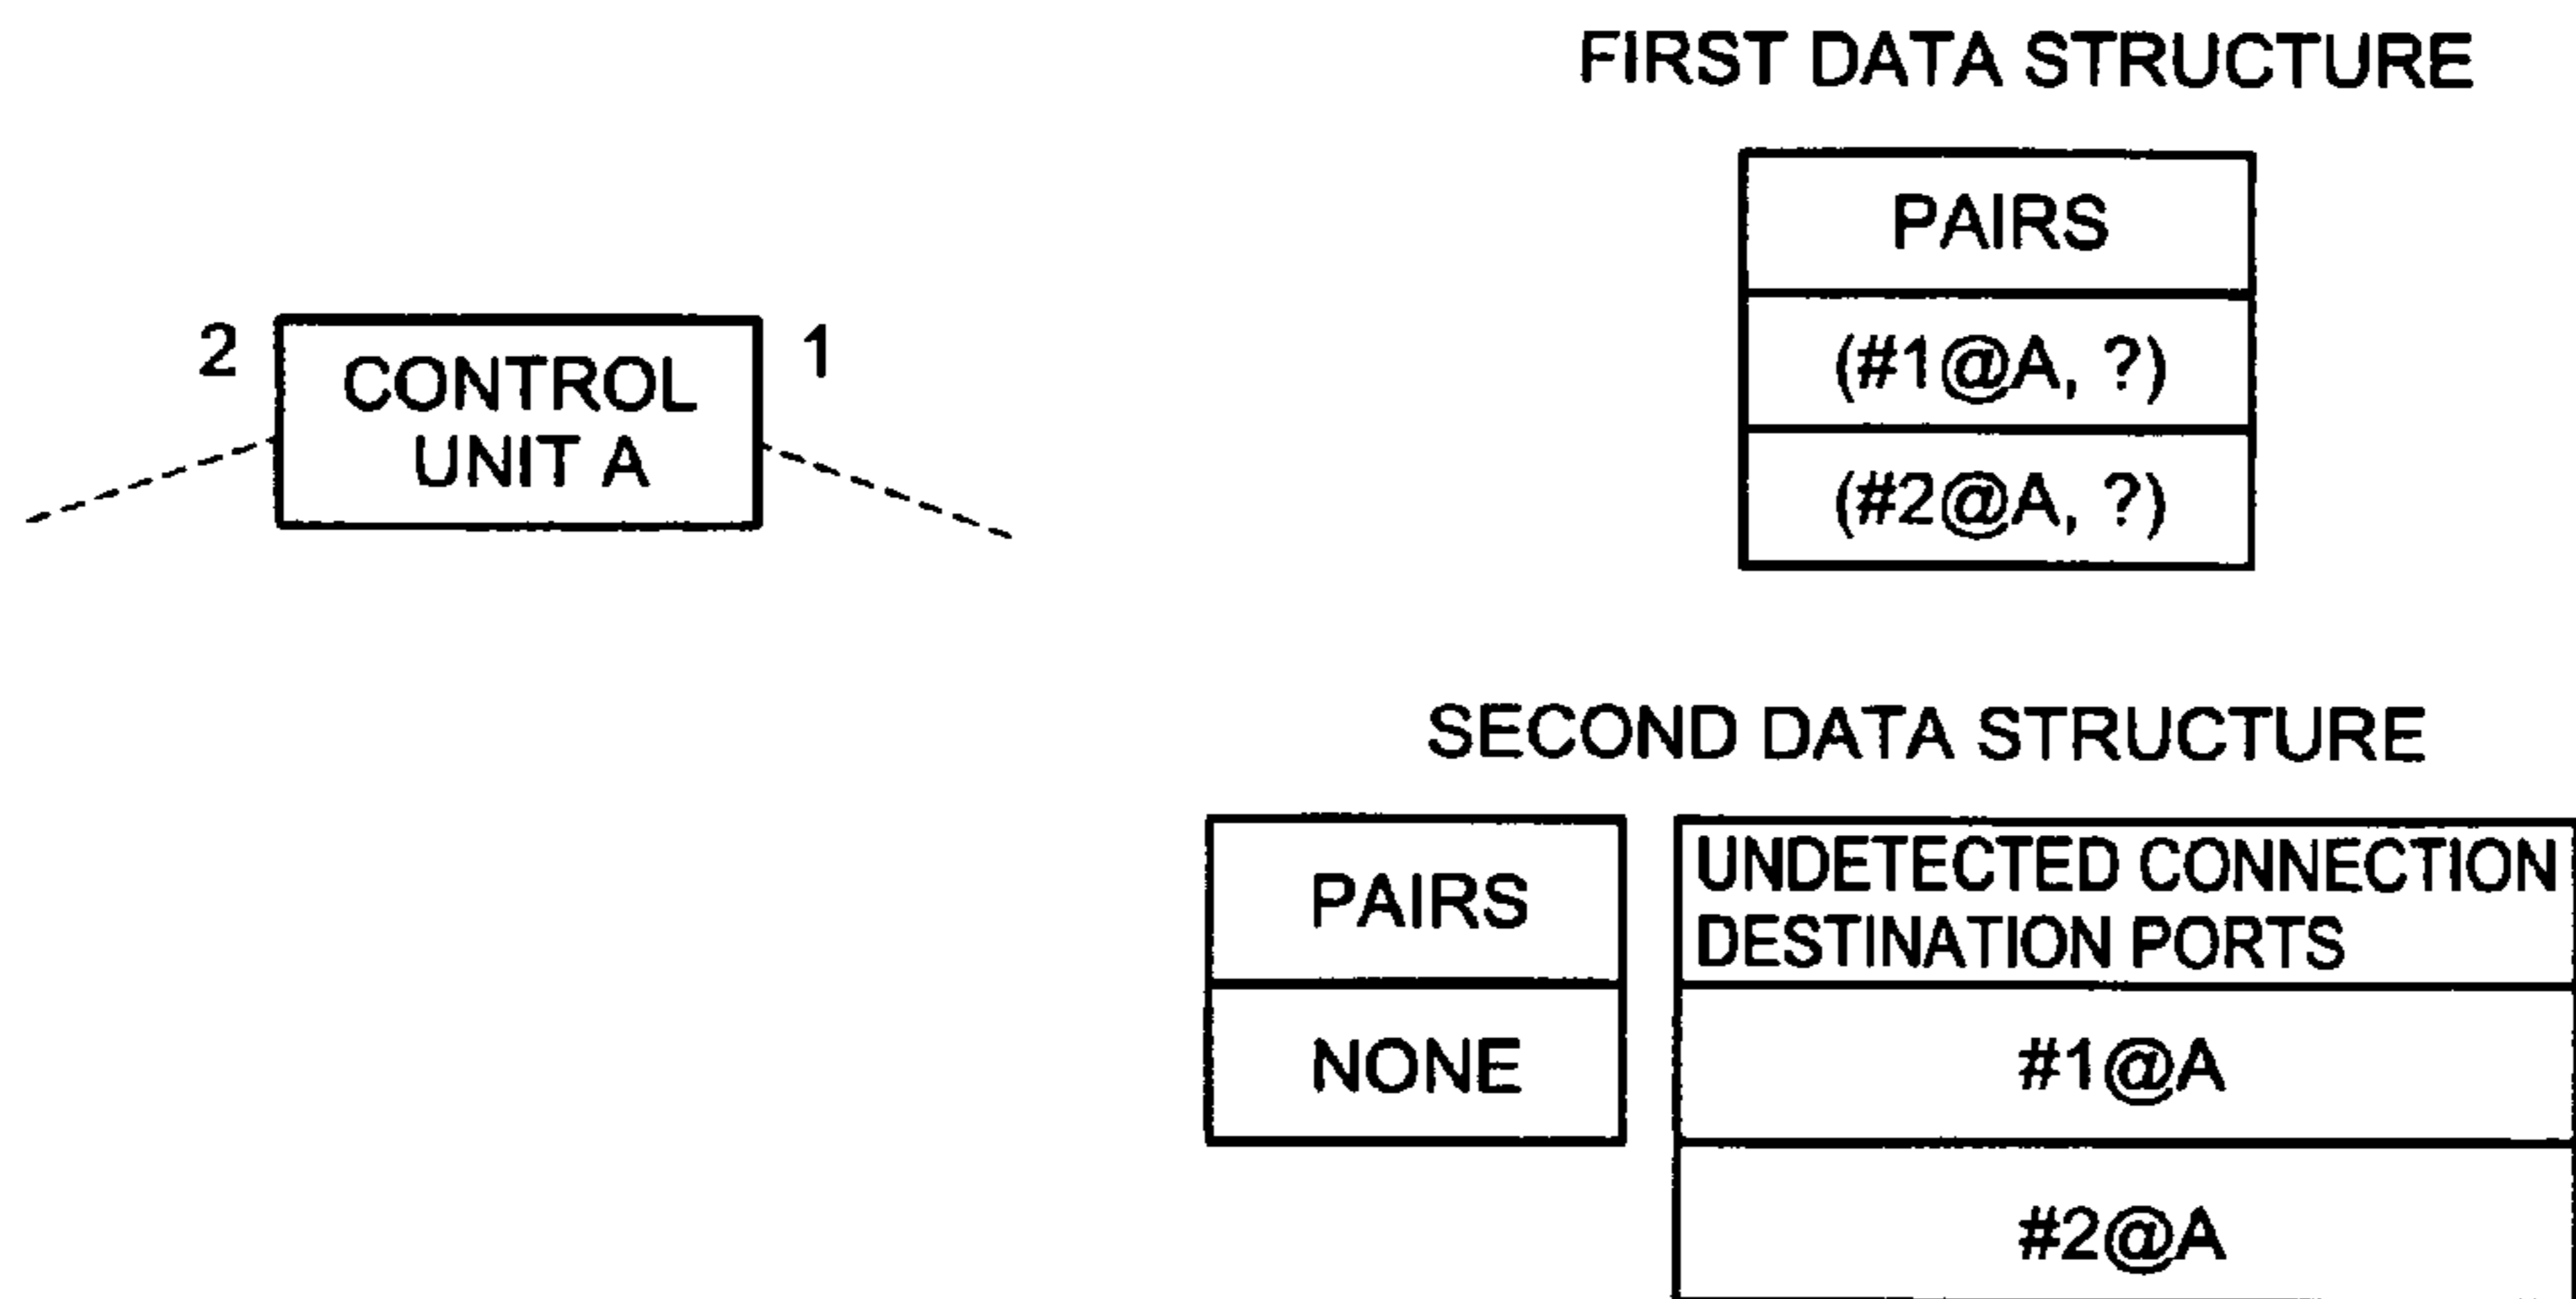 FIRST DATA STRUCTURE
PAIRS
(#1@A, ?)
(#2@A, ?)
2
CONTROL
UNIT A
1
SECOND DATA STRUCTURE
PAIRS
NONE
UNDETECTED CONNECTION
DESTINATION PORTS
#1@A
#2@A